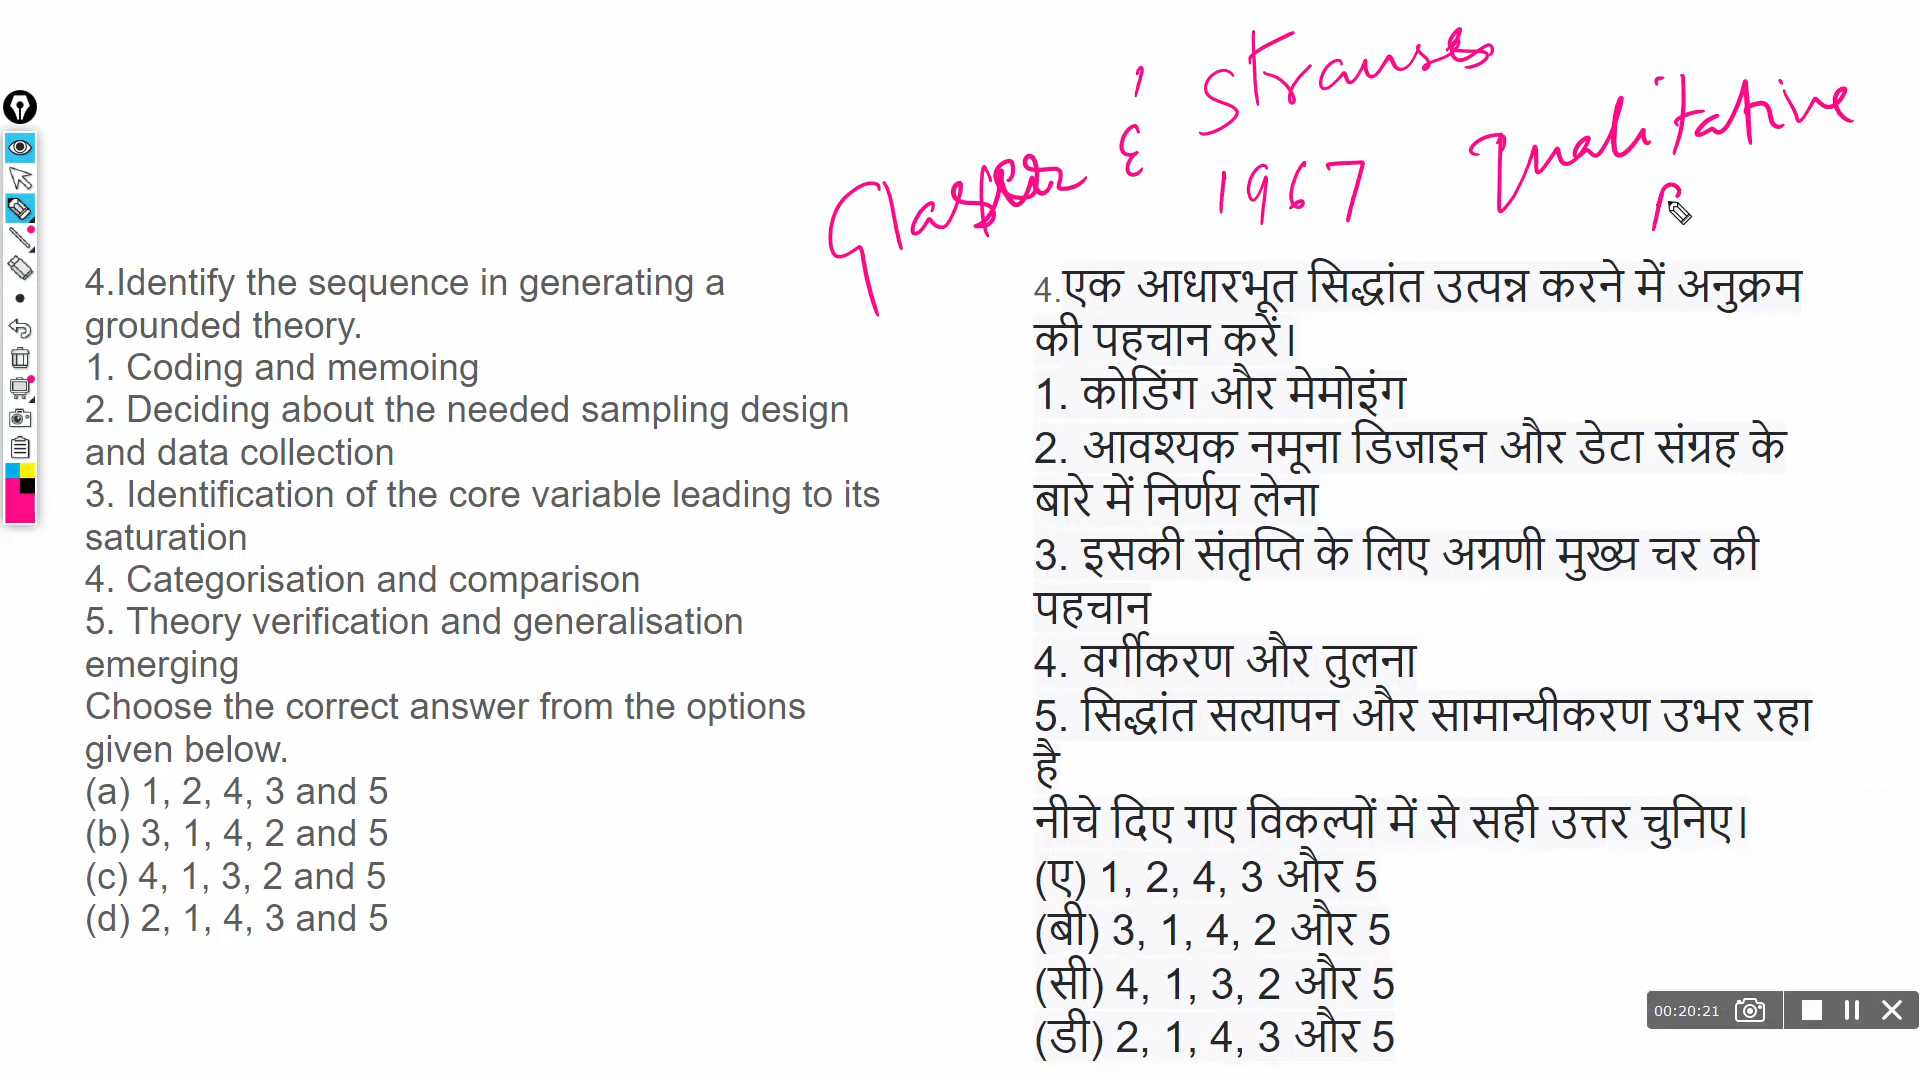 Glaser & Strauss
1967
Qualitative
4.Identify the sequence in generating a
grounded theory.
1. Coding and memoing
2. Deciding about the needed sampling design
and data collection
3. Identification of the core variable leading to its
saturation
4. Categorisation and comparison
5. Theory verification and generalisation
emerging
Choose the correct answer from the options
given below.
(a) 1, 2, 4, 3 and 5
(b) 3, 1, 4, 2 and 5
(c) 4, 1, 3, 2 and 5
(d) 2, 1, 4, 3 and 5
4.एक आधारभूत सिद्धांत उत्पन्न करने में अनुक्रम
की पहचान करें।
1. कोडिंग और मेमोइंग
2. आवश्यक नमूना डिजाइन और डेटा संग्रह के
बारे में निर्णय लेना
3. इसकी संतृप्ति के लिए अग्रणी मुख्य चर की
पहचान
4. वर्गीकरण और तुलना
5. सिद्धांत सत्यापन और सामान्यीकरण उभर रहा
है
नीचे दिए गए विकल्पों में से सही उत्तर चुनिए।
(ए) 1, 2, 4, 3 और 5
(बी) 3, 1, 4, 2 और 5
(सी) 4, 1, 3, 2 और 5
(डी) 2, 1, 4, 3 और 5
00:20:21